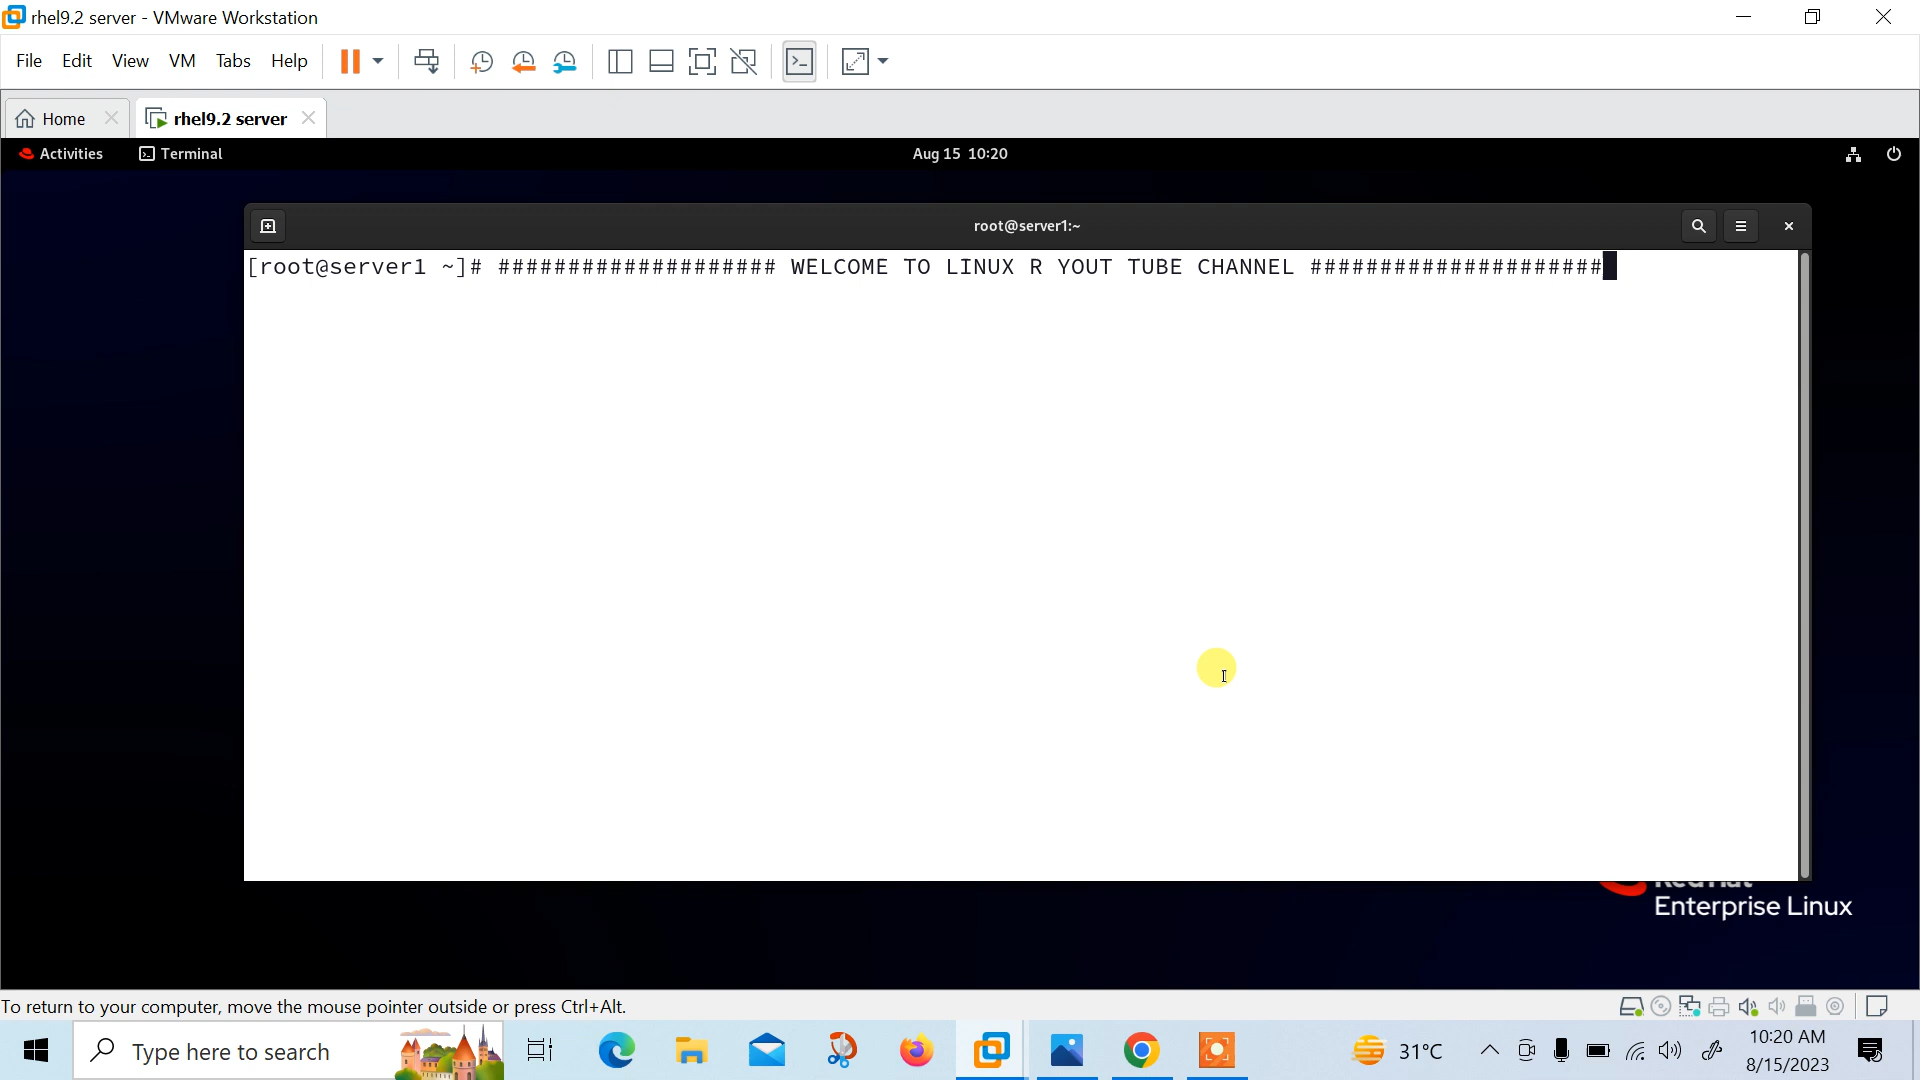 rhel9.2 server - VMware Workstation
File Edit View VM Tabs Help
Home rhel9.2 server
Activities Terminal Aug 15 10:20
root@server1:~
[root@server1 ~]# #################### WELCOME TO LINUX R YOUT TUBE CHANNEL #####################
Enterprise Linux
To return to your computer, move the mouse pointer outside or press Ctrl+Alt.
Type here to search 31°C 10:20 AM
8/15/2023